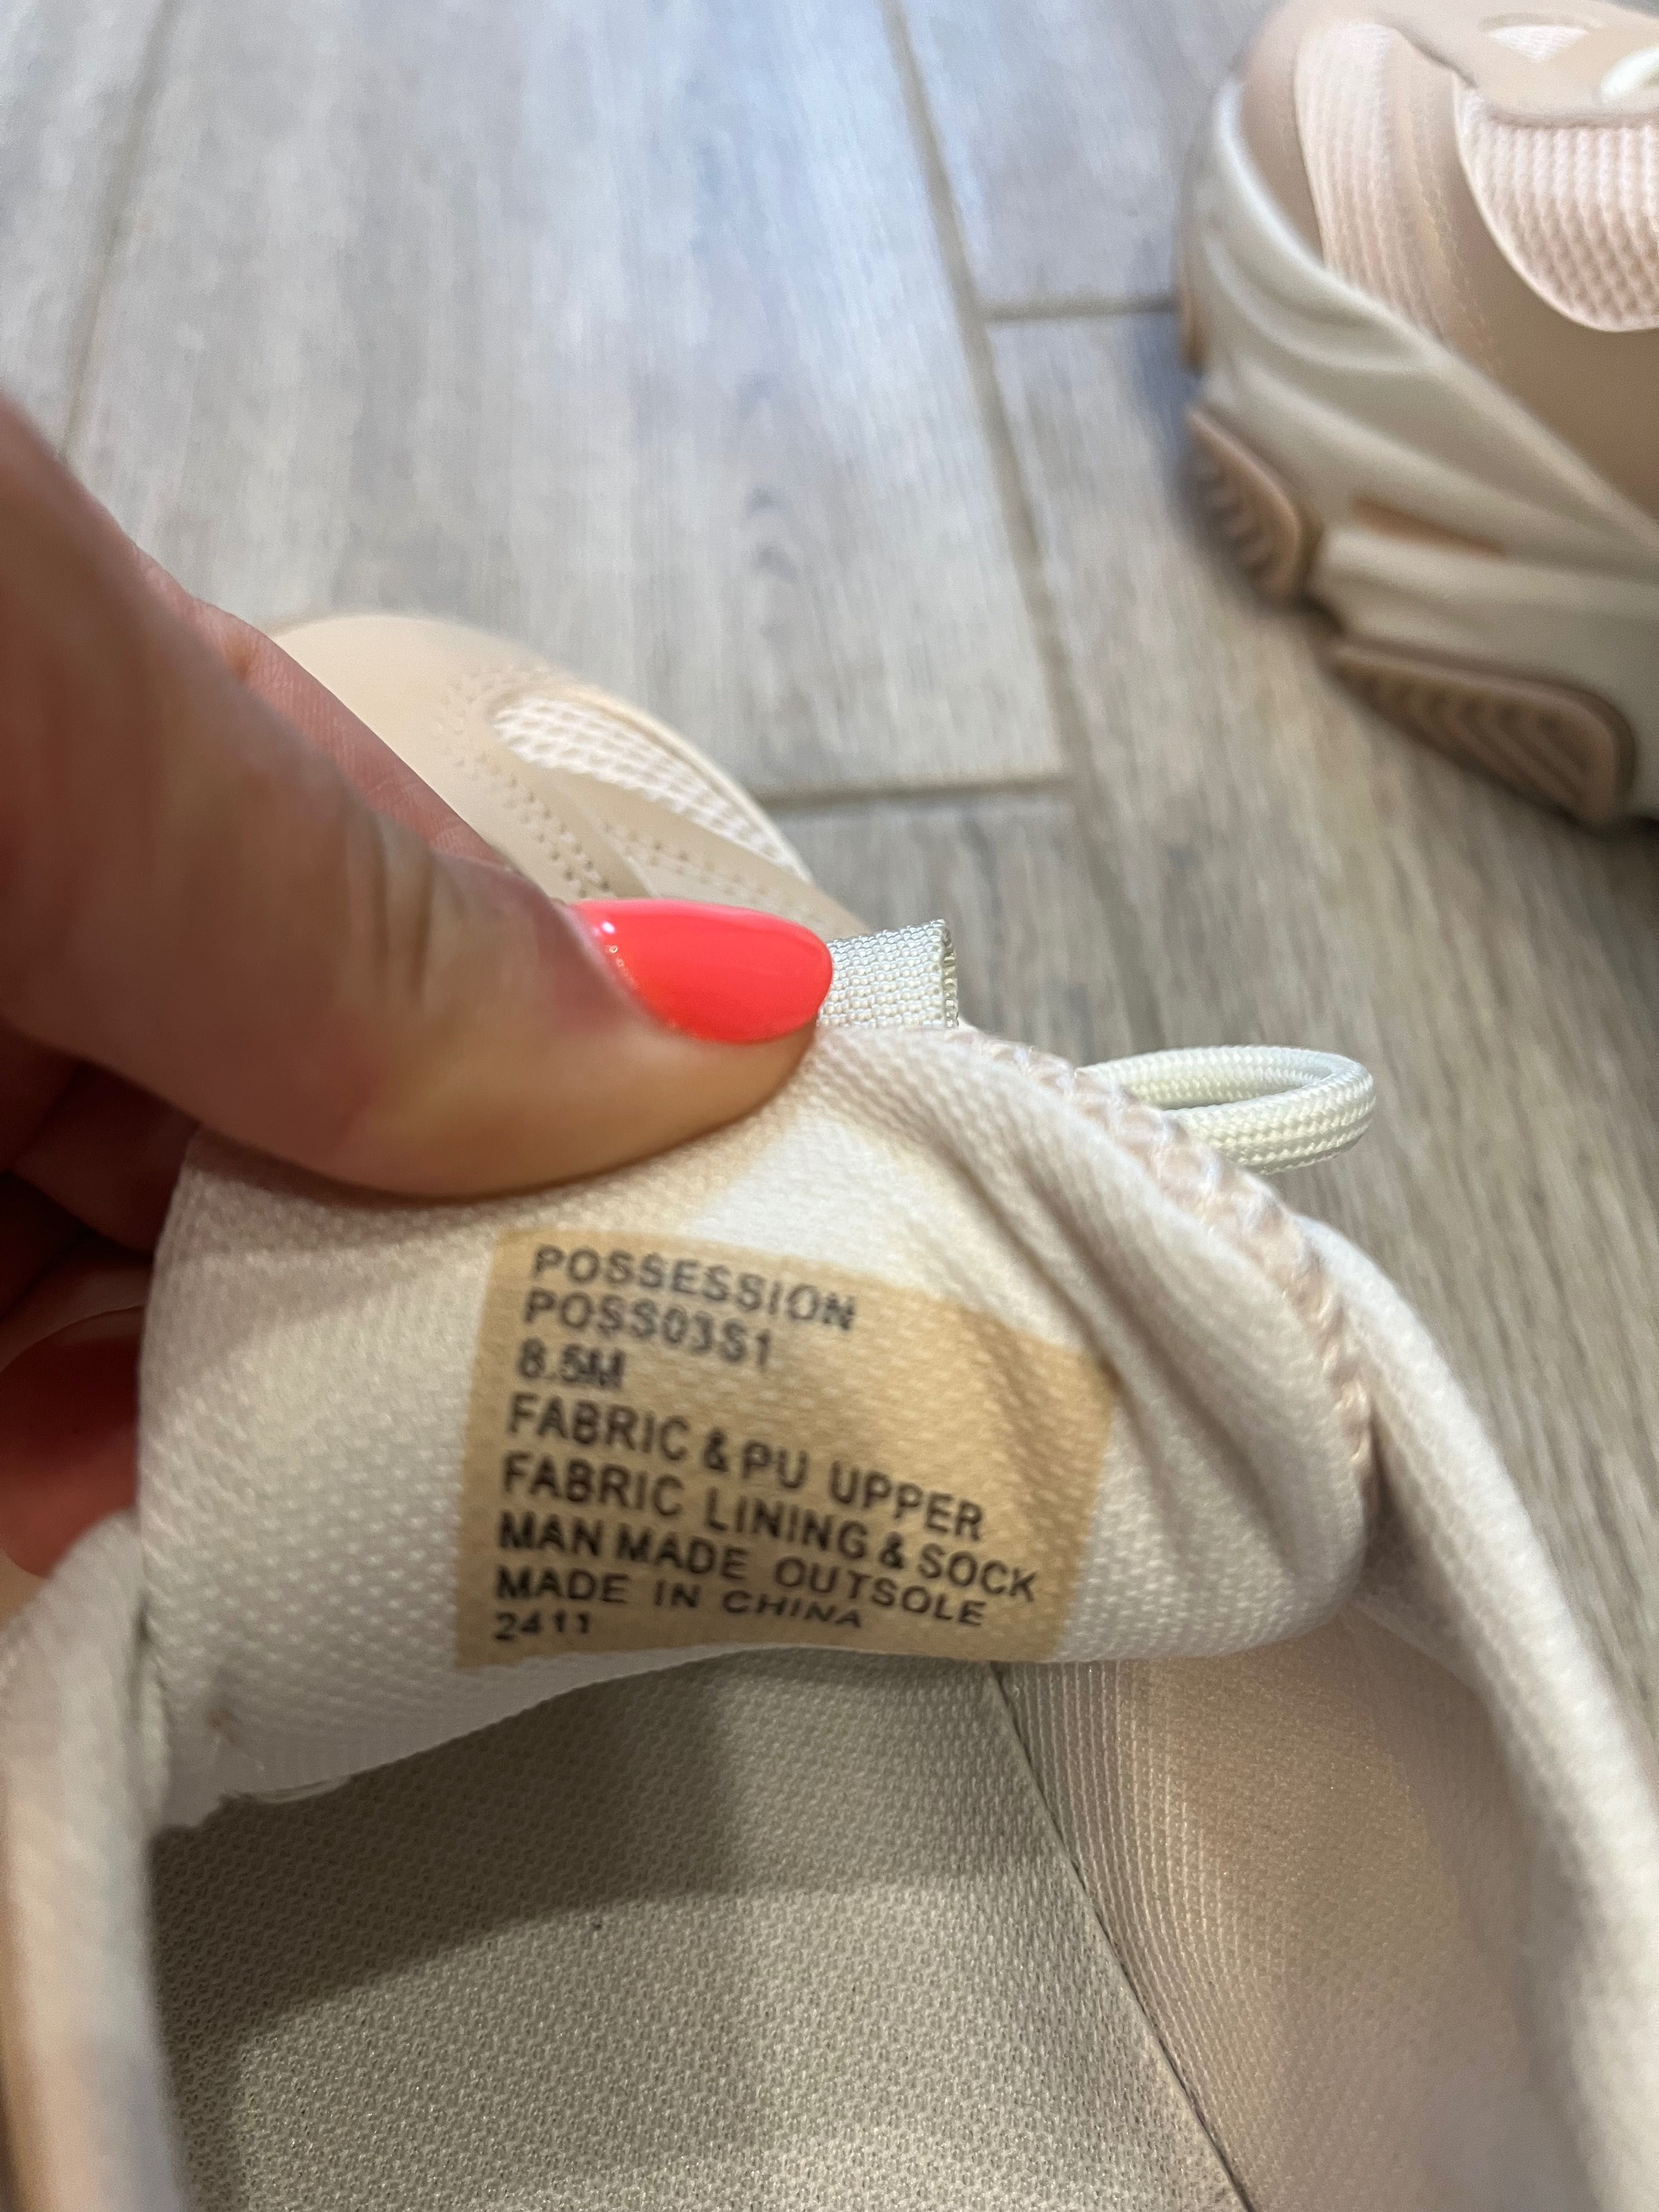 POSSESSION
POSS03S1
8.5M
FABRIC & PU UPPER
FABRIC LINING & SOCK
MAN MADE OUTSOLE
MADE IN CHINA
2411